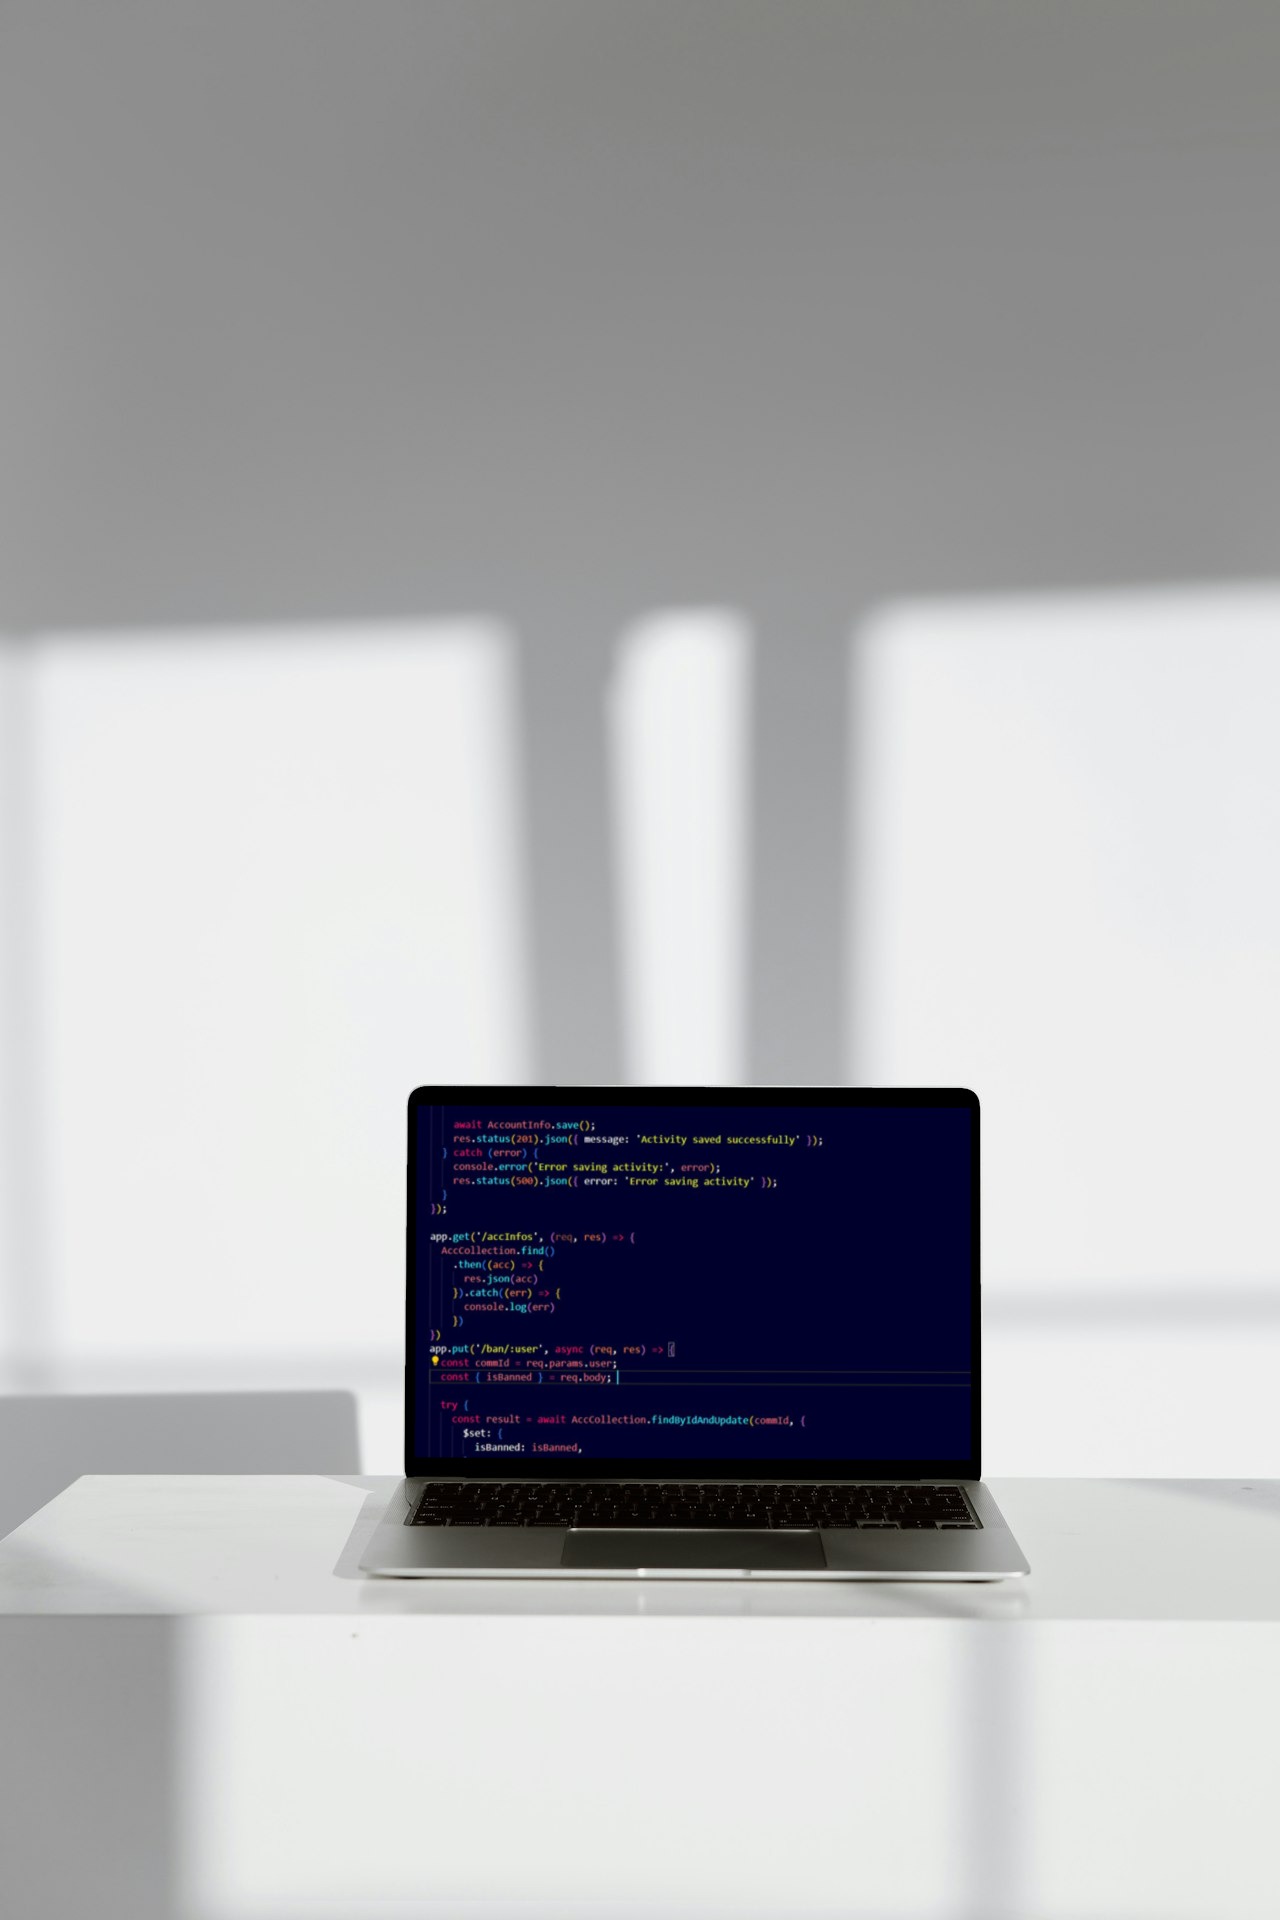 await AccountInfo.save();
res.status(201).json({ message: 'Activity saved successfully' });
} catch (error) {
console.error('Error saving activity:', error);
res.status(500).json({ error: 'Error saving activity' });
}
});
app.get('/accInfos', (req, res) => {
AccCollection.find()
.then((acc) => {
res.json(acc)
}).catch((err) => {
console.log(err)
})
})
app.put('/ban/:user', async (req, res) => {
const commId = req.params.user;
const { isBanned } = req.body;
try {
const result = await AccCollection.findByIdAndUpdate(commId, {
$set: {
isBanned: isBanned,